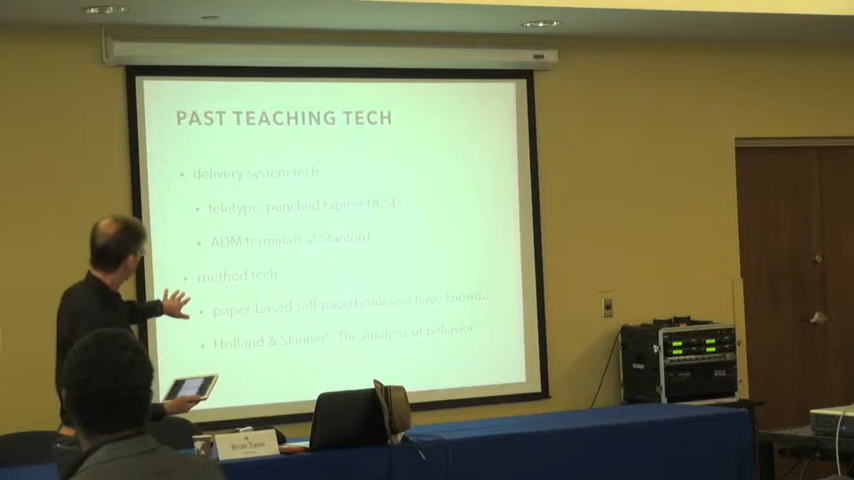 PAST TEACHING TECH
• delivery system tech
• teletype, punched tape @ UCSD
• ADM terminals at Stanford
• method tech
• paper based self-paced courses I have known...
• Holland & Skinner's The Analysis of Behavior
Brian Yates